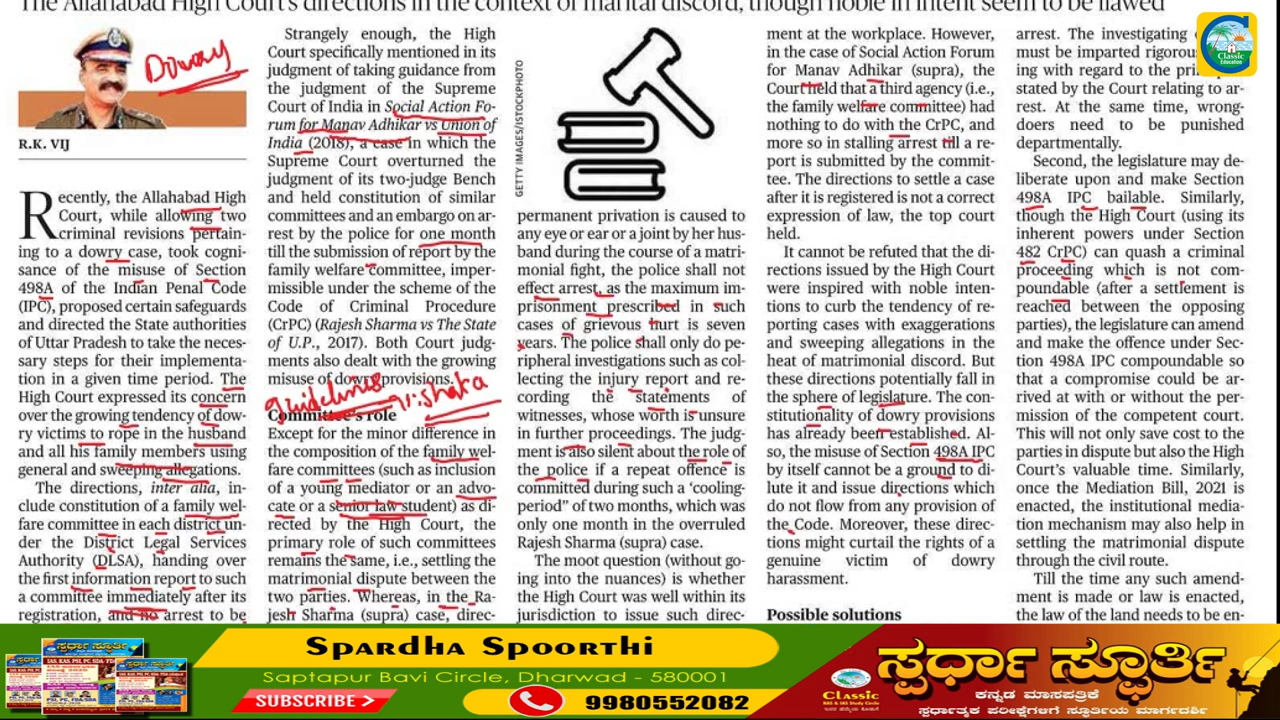 The Allahabad High Court's directions in the context of marital discord, though noble in intent seem to be flawed
Dowry
R.K. VIJ
Recently, the Allahabad High
Court, while allowing two
criminal revisions pertain-
ing to a dowry case, took cogni-
sance of the misuse of Section
498A of the Indian Penal Code
(IPC), proposed certain safeguards
and directed the State authorities
of Uttar Pradesh to take the neces-
sary steps for their implementa-
tion in a given time period. The
High Court expressed its concern
over the growing tendency of dow-
ry victims to rope in the husband
and all his family members using
general and sweeping allegations.
The directions, inter alia, in-
clude constitution of a family wel-
fare committee in each district un-
der the District Legal Services
Authority (DLSA), handing over
the first information report to such
a committee immediately after its
registration, and no arrest to be
Strangely enough, the High
Court specifically mentioned in its
judgment of taking guidance from
the judgment of the Supreme
Court of India in Social Action Fo-
rum for Manav Adhikar vs Union of
India (2018), a case in which the
Supreme Court overturned the
judgment of its two-judge Bench
and held constitution of similar
committees and an embargo on ar-
rest by the police for one month
till the submission of report by the
family welfare committee, imper-
missible under the scheme of the
Code of Criminal Procedure
(CrPC) (Rajesh Sharma vs The State
of U.P., 2017). Both Court judg-
ments also dealt with the growing
misuse of dowry provisions.
guidelines Vishaka
Committee's role
Except for the minor difference in
the composition of the family wel-
fare committees (such as inclusion
of a young mediator or an advo-
cate or a senior law student) as di-
rected by the High Court, the
primary role of such committees
remains the same, i.e., settling the
matrimonial dispute between the
two parties. Whereas, in the Ra-
jesh Sharma (supra) case, direc-
GETTY IMAGES/ISTOCKPHOTO
permanent privation is caused to
any eye or ear or a joint by her hus-
band during the course of a matri-
monial fight, the police shall not
effect arrest, as the maximum im-
prisonment prescribed in such
cases of grievous hurt is seven
years. The police shall only do pe-
ripheral investigations such as col-
lecting the injury report and re-
cording the statements of
witnesses, whose worth is unsure
in further proceedings. The judg-
ment is also silent about the role of
the police if a repeat offence is
committed during such a 'cooling-
period" of two months, which was
only one month in the overruled
Rajesh Sharma (supra) case.
The moot question (without go-
ing into the nuances) is whether
the High Court was well within its
jurisdiction to issue such direc-
ment at the workplace. However,
in the case of Social Action Forum
for Manav Adhikar (supra), the
Court held that a third agency (i.e.,
the family welfare committee) had
nothing to do with the CrPC, and
more so in stalling arrest till a re-
port is submitted by the commit-
tee. The directions to settle a case
after it is registered is not a correct
expression of law, the top court
held.
It cannot be refuted that the di-
rections issued by the High Court
were inspired with noble inten-
tions to curb the tendency of re-
porting cases with exaggerations
and sweeping allegations in the
heat of matrimonial discord. But
these directions potentially fall in
the sphere of legislature. The con-
stitutionality of dowry provisions
has already been established. Al-
so, the misuse of Section 498A IPC
by itself cannot be a ground to di-
lute it and issue directions which
do not flow from any provision of
the Code. Moreover, these direc-
tions might curtail the rights of a
genuine victim of dowry
harassment.
Possible solutions
arrest. The investigating
must be imparted rigorous
ing with regard to the
stated by the Court relating to ar-
rest. At the same time, wrong-
doers need to be punished
departmentally.
Second, the legislature may de-
liberate upon and make Section
498A IPC bailable. Similarly,
though the High Court (using its
inherent powers under Section
482 CrPC) can quash a criminal
proceeding which is not com-
poundable (after a settlement is
reached between the opposing
parties), the legislature can amend
and make the offence under Sec-
tion 498A IPC compoundable so
that a compromise could be ar-
rived at with or without the per-
mission of the competent court.
This will not only save cost to the
parties in dispute but also the High
Court's valuable time. Similarly,
once the Mediation Bill, 2021 is
enacted, the institutional media-
tion mechanism may also help in
settling the matrimonial dispute
through the civil route.
Till the time any such amend-
ment is made or law is enacted,
the law of the land needs to be en-
Classic
Education
SPARDHA SPOORTHI
Saptapur Bavi Circle, Dharwad - 580001
SUBSCRIBE >
9980552082
ಸ್ಪರ್ಧಾ ಸ್ಫೂರ್ತಿ
ಕನ್ನಡ ಮಾಸಪತ್ರಿಕೆ
ಸ್ಪರ್ಧಾತ್ಮಕ ಪರೀಕ್ಷೆಗಳಿಗೆ ಸ್ಫೂರ್ತಿಯ ಮಾರ್ಗದರ್ಶಿ
Classic
KAS & IAS Study Circle